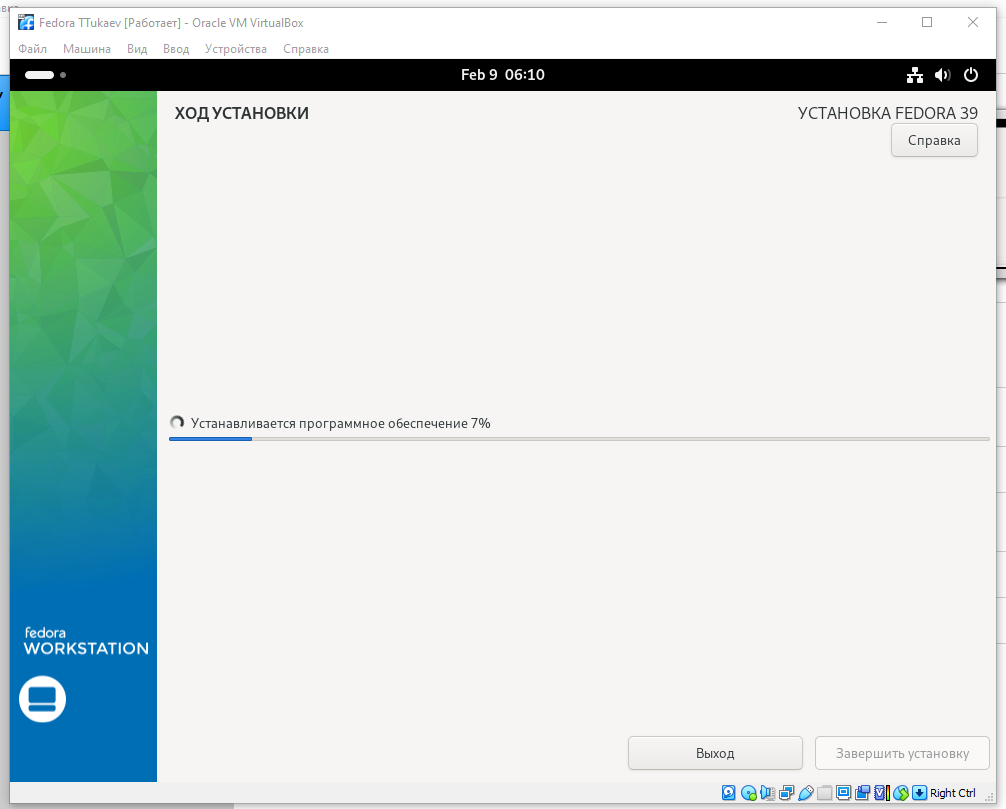 Fedora TTukaev [Работает] - Oracle VM VirtualBox
Файл Машина Вид Ввод Устройства Справка
Feb 9 06:10
ХОД УСТАНОВКИ
УСТАНОВКА FEDORA 39
Справка
Устанавливается программное обеспечение 7%
fedora
WORKSTATION
Выход
Завершить установку
Right Ctrl